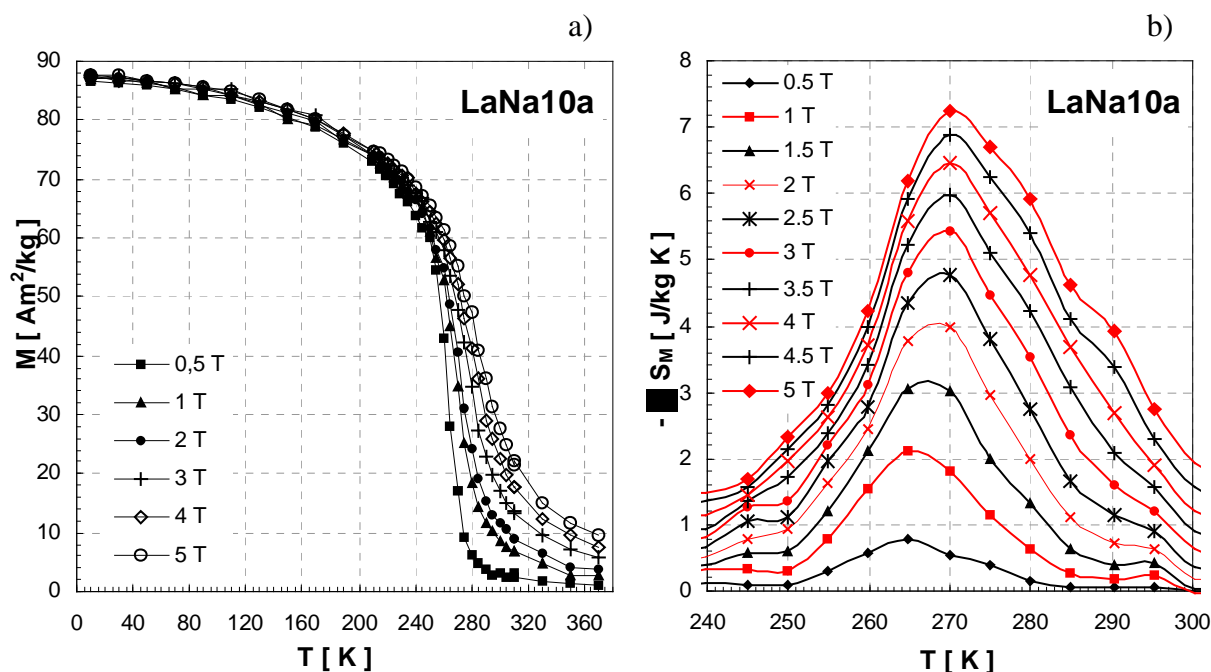 a)
M [ Am²/kg ]
90
80
70
60
50
40
30
20
10
0
LaNa10a
0,5 T
1 T
2 T
3 T
4 T
5 T
0 40 80 120 160 200 240 280 320 360
T [ K ]
b)
- S_M [ J/kg K ]
8
7
6
5
4
3
2
1
0
LaNa10a
0.5 T
1 T
1.5 T
2 T
2.5 T
3 T
3.5 T
4 T
4.5 T
5 T
240 250 260 270 280 290 300
T [ K ]